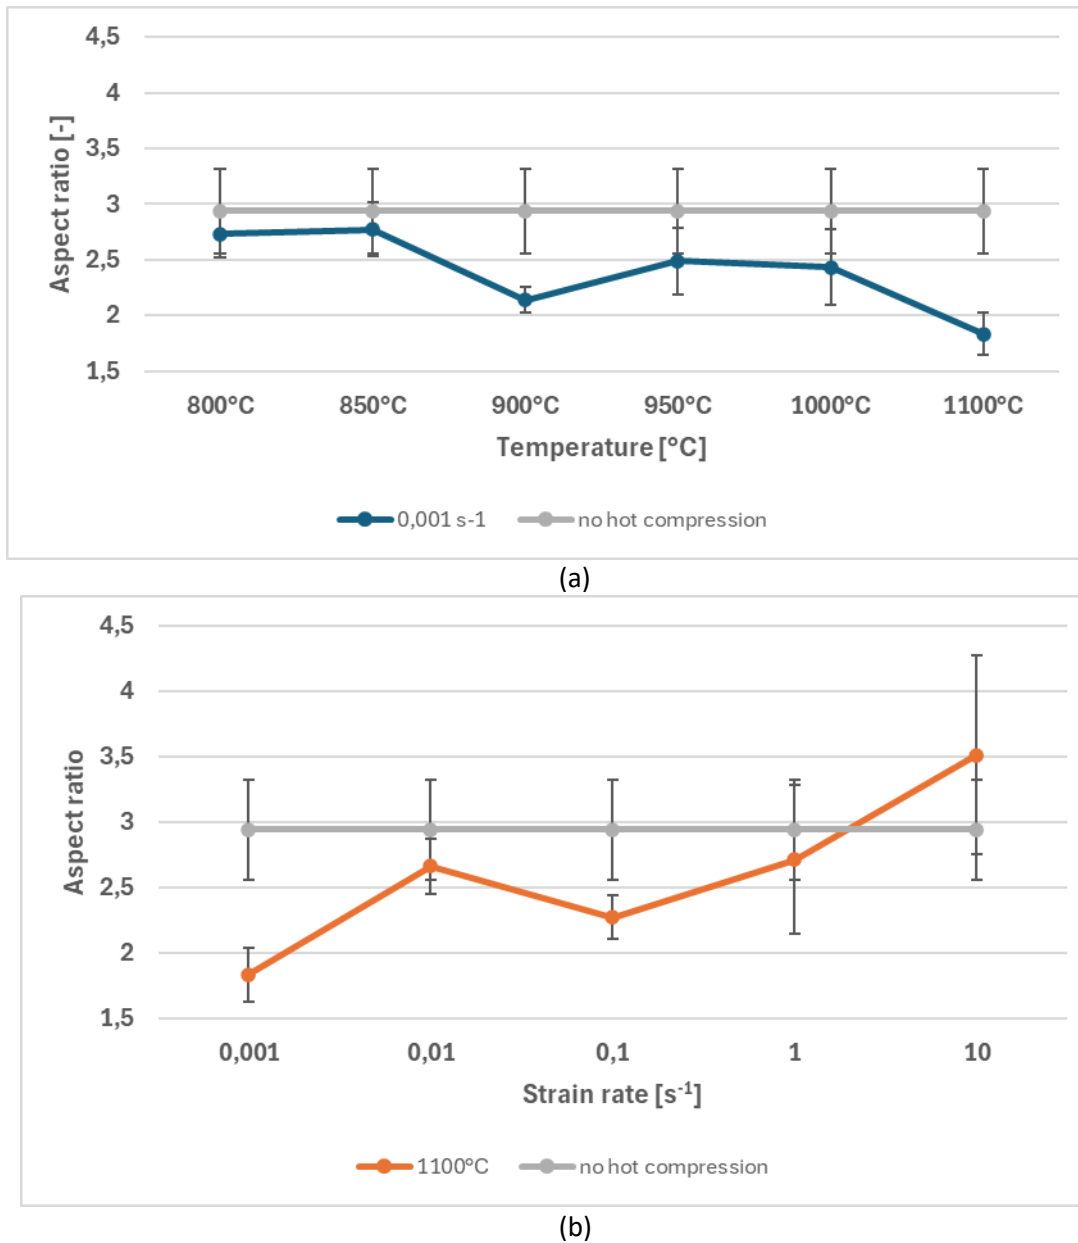 4,5
4
3,5
3
2,5
2
1,5
Aspect ratio [-]
800°C 850°C 900°C 950°C 1000°C 1100°C
Temperature [°C]
0,001 s-1 no hot compression
(a)
4,5
4
3,5
3
2,5
2
1,5
Aspect ratio
0,001 0,01 0,1 1 10
Strain rate [s⁻¹]
1100°C no hot compression
(b)